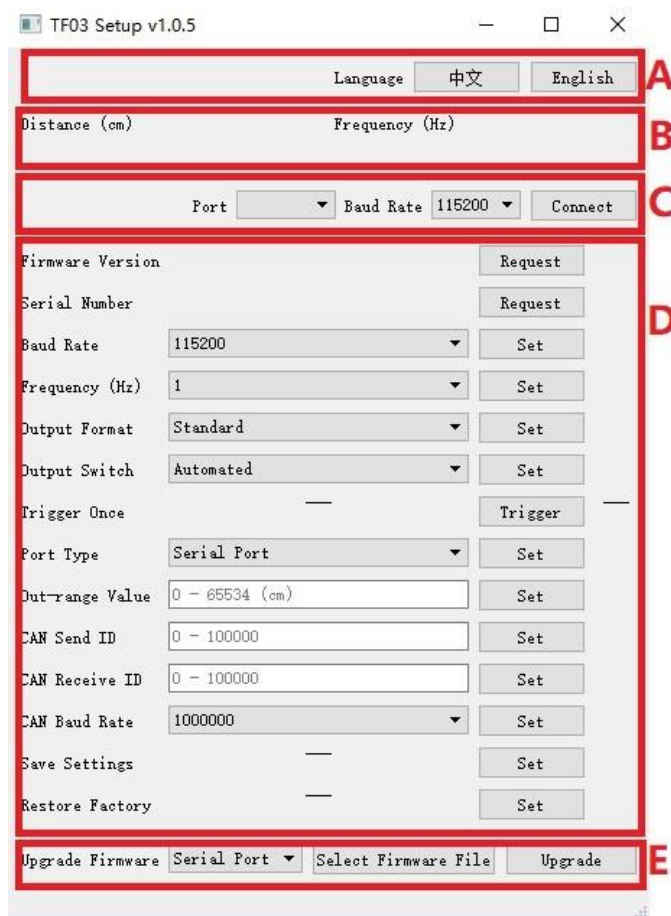 TF03 Setup v1.0.5
Language 中文 English A
Distance (cm) Frequency (Hz) B
Port Baud Rate 115200 Connect C
Firmware Version Request
Serial Number Request D
Baud Rate 115200 Set
Frequency (Hz) 1 Set
Output Format Standard Set
Output Switch Automated Set
Trigger Once — Trigger —
Port Type Serial Port Set
Out-range Value 0 - 65534 (cm) Set
CAN Send ID 0 - 100000 Set
CAN Receive ID 0 - 100000 Set
CAN Baud Rate 1000000 Set
Save Settings — Set
Restore Factory — Set
Upgrade Firmware Serial Port Select Firmware File Upgrade E